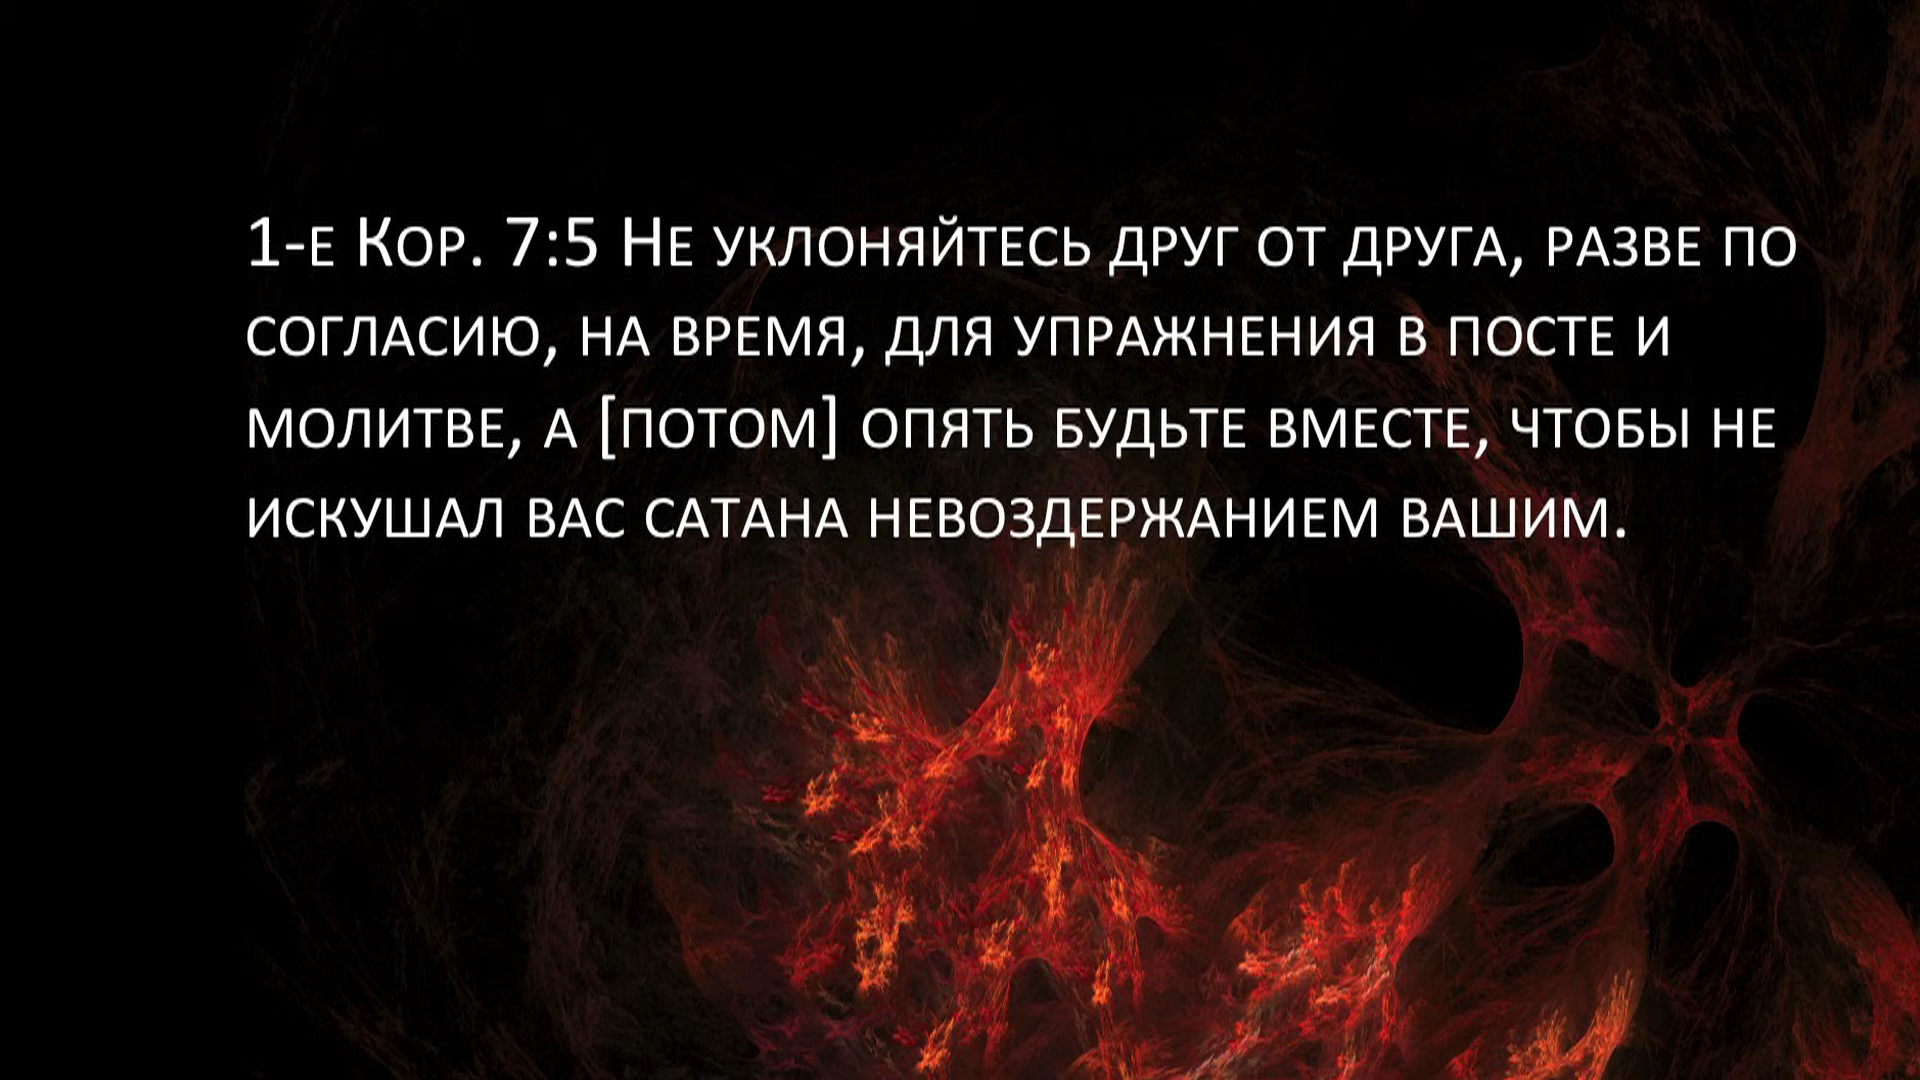 1-е Кор. 7:5 Не уклоняйтесь друг от друга, разве по
согласию, на время, для упражнения в посте и
молитве, а [потом] опять будьте вместе, чтобы не
искушал вас сатана невоздержанием вашим.